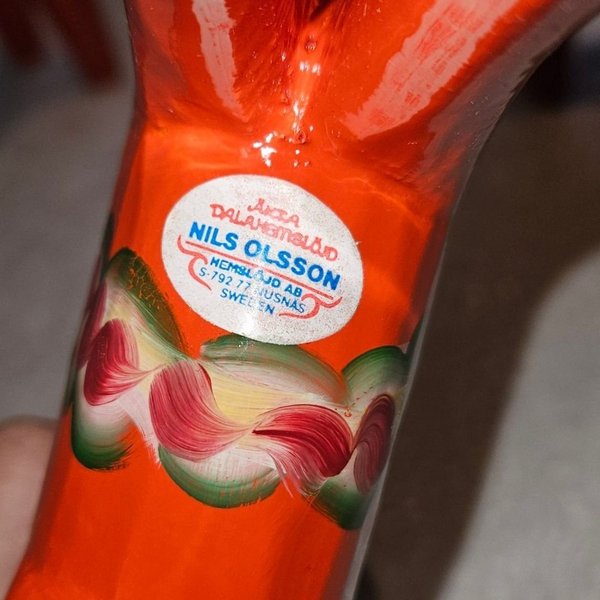 ÄKTA
DALAHEMSLÖJD
NILS OLSSON
HEMSLÖJD AB
S-792 77 NUSNÄS
SWEDEN